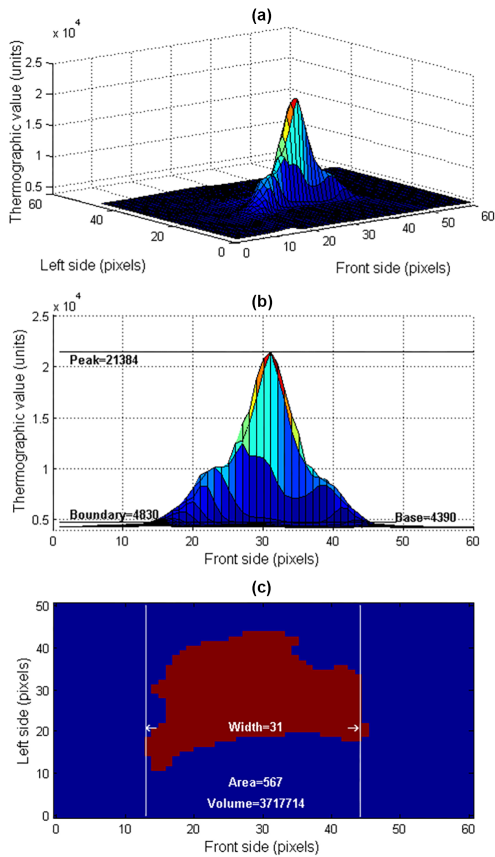 (a)
x 10^4
Thermographic value (units)
2.5
2
1.5
1
0.5
60
40
20
0
Left side (pixels)
0
10
20
30
40
50
60
Front side (pixels)
(b)
x 10^4
Thermographic value (units)
2.5
2
1.5
1
0.5
Peak=21384
Boundary=4830
Base=4390
0 10 20 30 40 50 60
Front side (pixels)
(c)
Left side (pixels)
50
40
30
20
10
0
Width=31
Area=567
Volume=3717714
0 10 20 30 40 50 60
Front side (pixels)